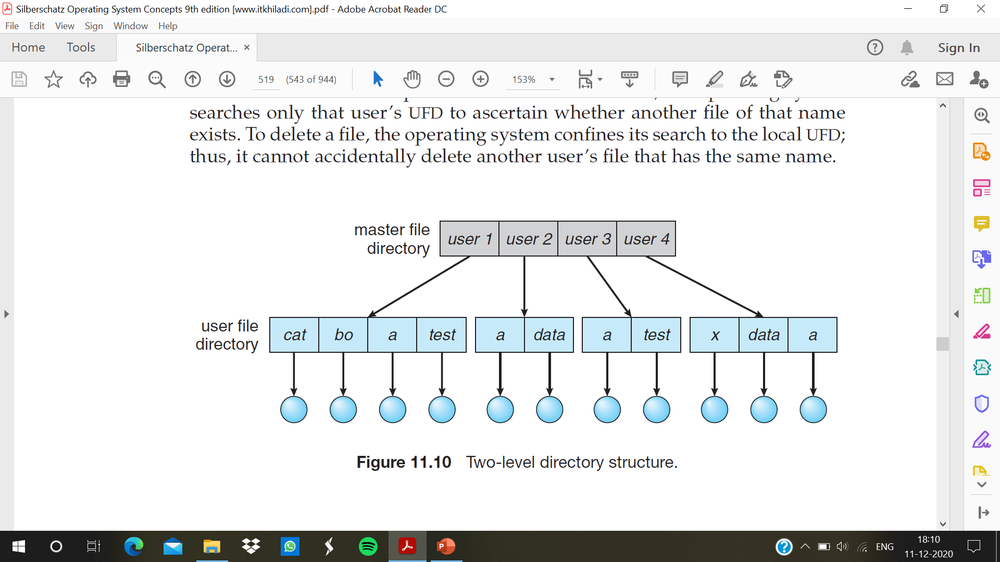 Silberschatz Operating System Concepts 9th edition [www.itkhiladi.com].pdf - Adobe Acrobat Reader DC
File Edit View Sign Window Help
Home Tools Silberschatz Operat... × Sign In
519 (543 of 944) 153%
searches only that user's UFD to ascertain whether another file of that name
exists. To delete a file, the operating system confines its search to the local UFD;
thus, it cannot accidentally delete another user's file that has the same name.
master file
directory
user 1 user 2 user 3 user 4
user file
directory
cat bo a test a data a test x data a
Figure 11.10 Two-level directory structure.
ENG
18:10
11-12-2020